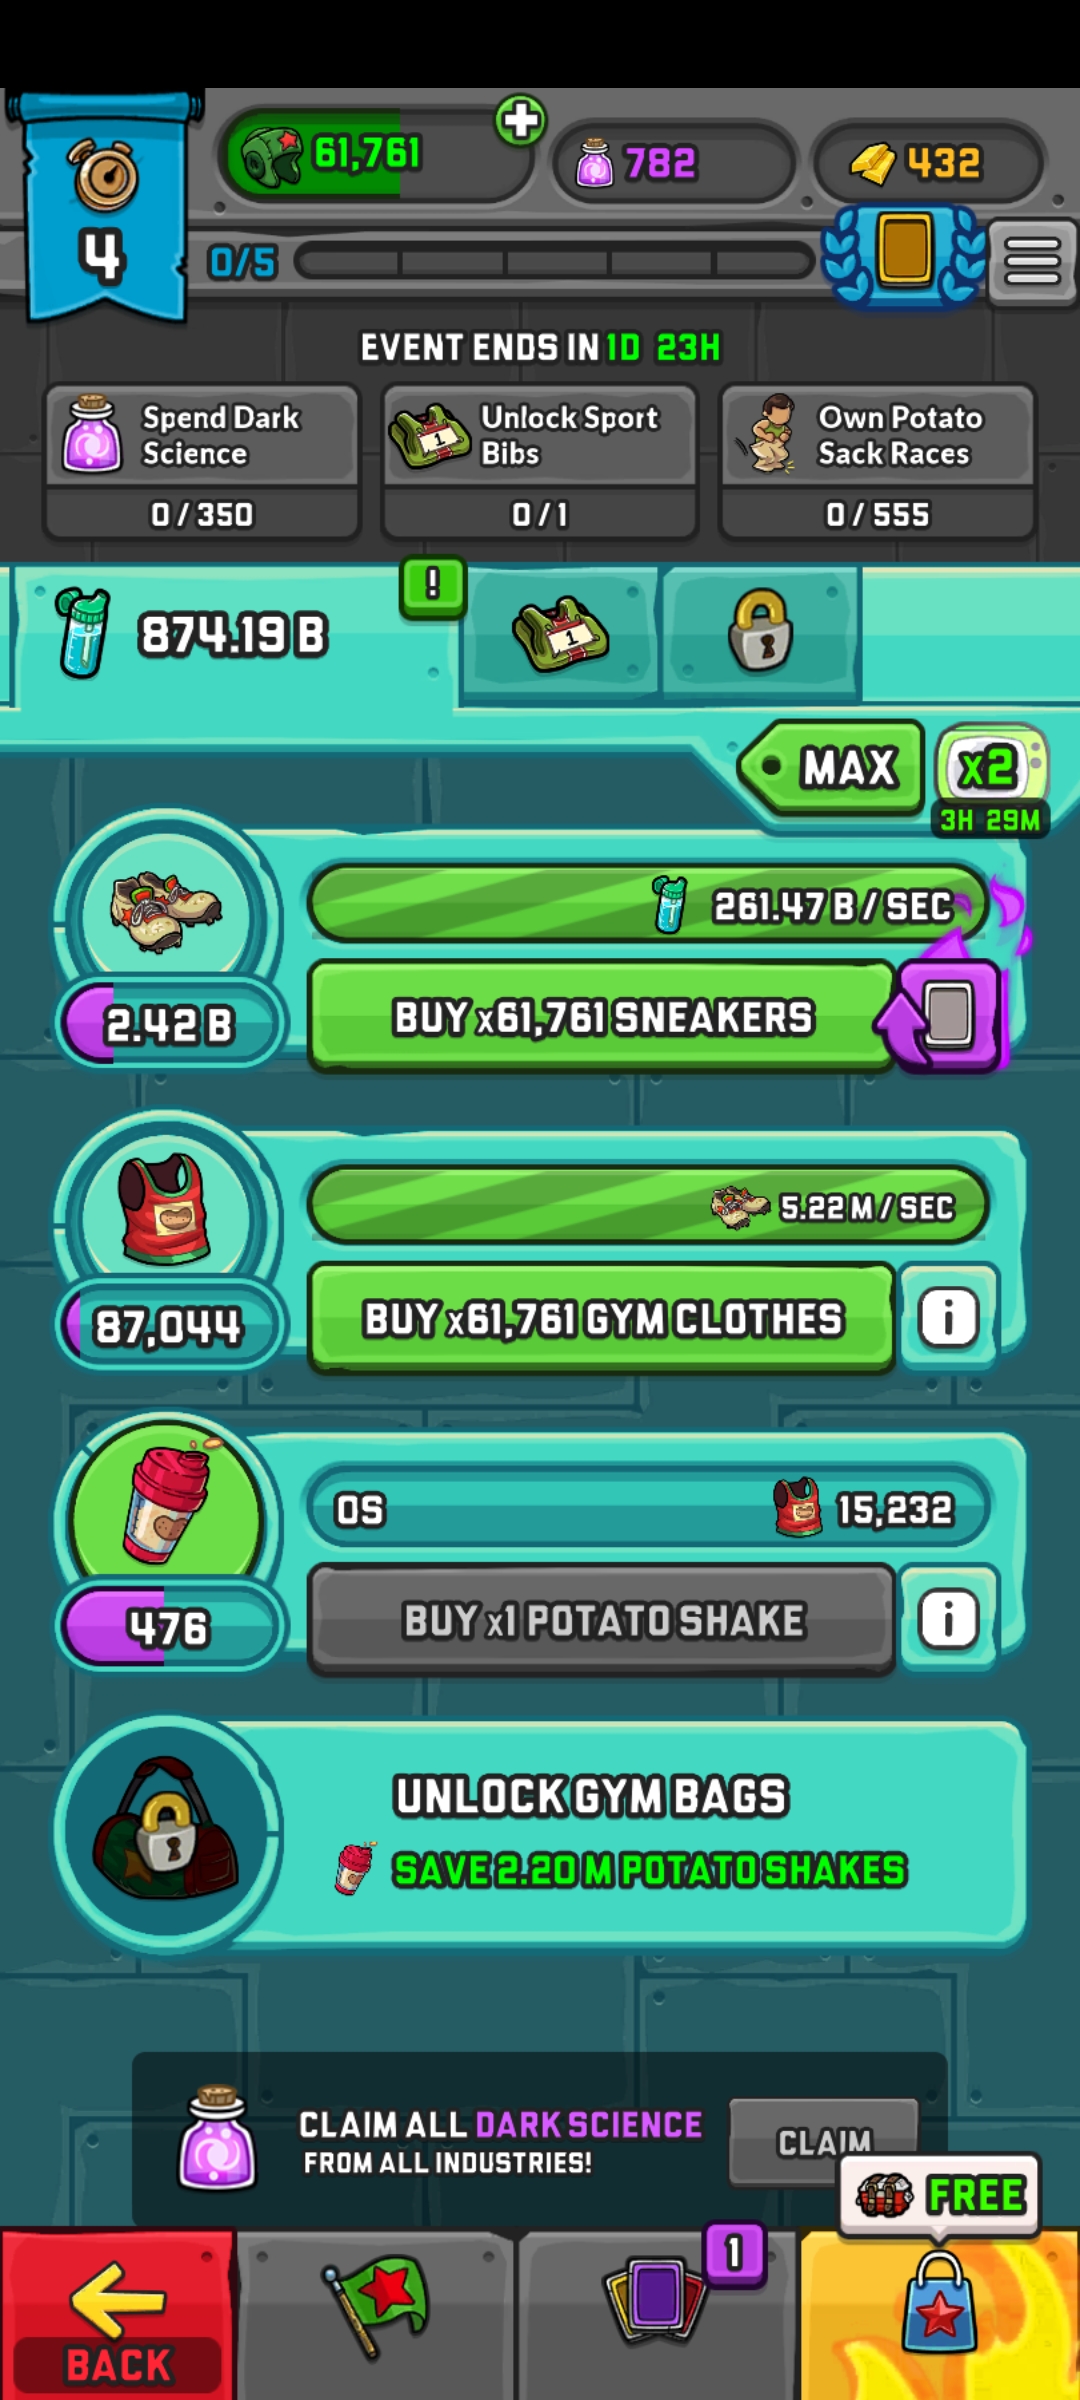 61,761
782
432
4
0/5
EVENT ENDS IN 1D 23H
Spend Dark
Science
0 / 350
Unlock Sport
Bibs
0 / 1
Own Potato
Sack Races
0 / 555
874.19 B
!
1
MAX
x2
3H 29M
261.47 B / SEC
2.42 B
BUY x61,761 SNEAKERS
5.22 M / SEC
87,044
BUY x61,761 GYM CLOTHES
i
0S
15,232
476
BUY x1 POTATO SHAKE
i
UNLOCK GYM BAGS
SAVE 2.20 M POTATO SHAKES
CLAIM ALL DARK SCIENCE
FROM ALL INDUSTRIES!
CLAIM
FREE
1
BACK